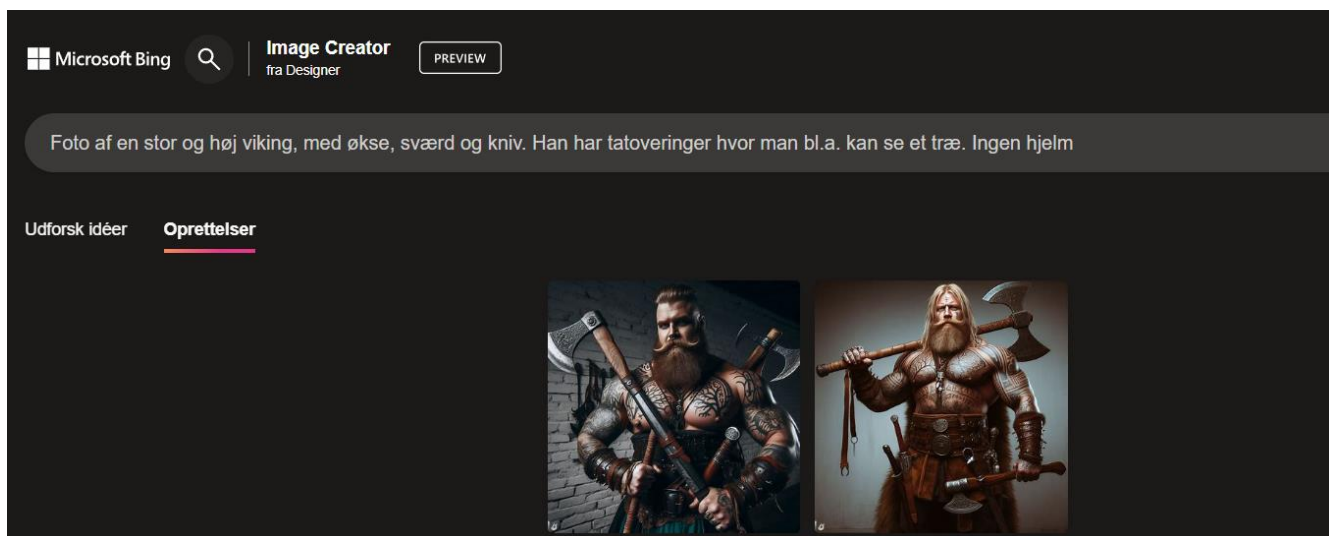 Microsoft Bing
Image Creator
fra Designer
PREVIEW
Foto af en stor og høj viking, med økse, sværd og kniv. Han har tatoveringer hvor man bl.a. kan se et træ. Ingen hjelm
Udforsk idéer
Oprettelser